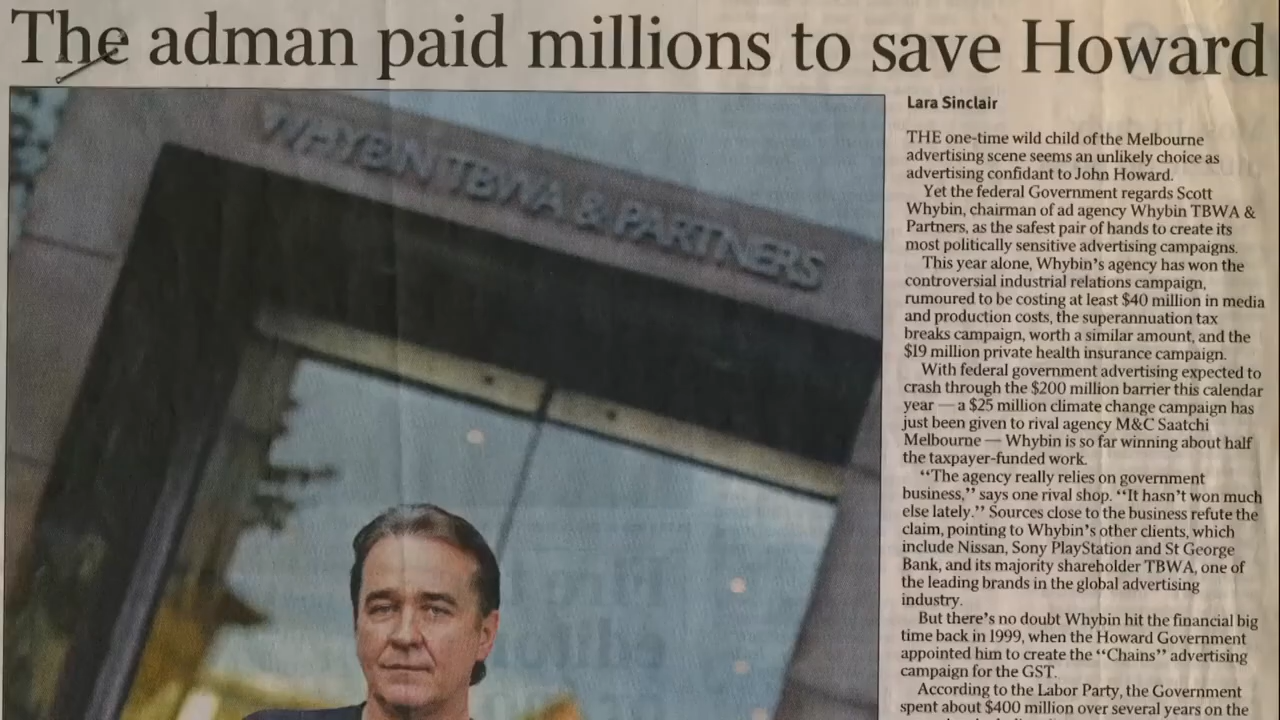 The adman paid millions to save Howard
WHYBIN TBWA & PARTNERS
Lara Sinclair
THE one-time wild child of the Melbourne
advertising scene seems an unlikely choice as
advertising confidant to John Howard.
Yet the federal Government regards Scott
Whybin, chairman of ad agency Whybin TBWA &
Partners, as the safest pair of hands to create its
most politically sensitive advertising campaigns.
This year alone, Whybin's agency has won the
controversial industrial relations campaign,
rumoured to be costing at least $40 million in media
and production costs, the superannuation tax
breaks campaign, worth a similar amount, and the
$19 million private health insurance campaign.
With federal government advertising expected to
crash through the $200 million barrier this calendar
year — a $25 million climate change campaign has
just been given to rival agency M&C Saatchi
Melbourne — Whybin is so far winning about half
the taxpayer-funded work.
“The agency really relies on government
business,” says one rival shop. “It hasn't won much
else lately.” Sources close to the business refute the
claim, pointing to Whybin's other clients, which
include Nissan, Sony PlayStation and St George
Bank, and its majority shareholder TBWA, one of
the leading brands in the global advertising
industry.
But there's no doubt Whybin hit the financial big
time back in 1999, when the Howard Government
appointed him to create the “Chains” advertising
campaign for the GST.
According to the Labor Party, the Government
spent about $400 million over several years on the